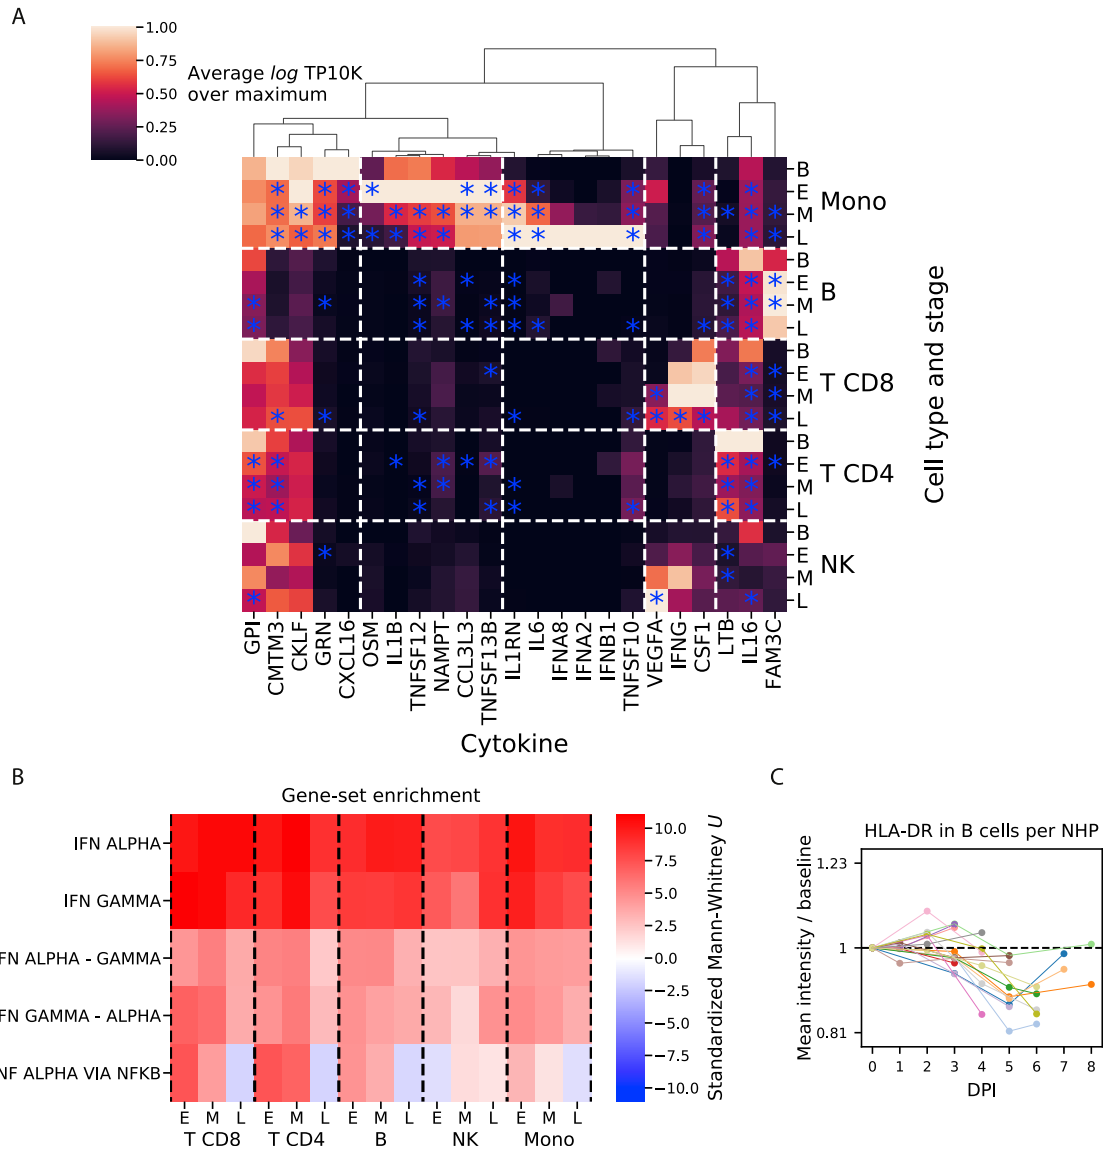 A
1.00
0.75
0.50
0.25
0.00
Average log TP10K
over maximum
B
E
M
L
Mono
B
E
M
L
B
B
E
M
L
T CD8
B
E
M
L
T CD4
B
E
M
L
NK
Cell type and stage
GPI
CMTM3
CKLF
GRN
CXCL16
OSM
IL1B
TNFSF12
NAMPT
CCL3L3
TNFSF13B
IL1RN
IL6
IFNA8
IFNA2
IFNB1
TNFSF10
VEGFA
IFNG
CSF1
LTB
IL16
FAM3C
Cytokine
B
Gene-set enrichment
IFN ALPHA
IFN GAMMA
FN ALPHA - GAMMA
FN GAMMA - ALPHA
NF ALPHA VIA NFKB
E M L E M L E M L E M L E M L
T CD8 T CD4 B NK Mono
10.0
7.5
5.0
2.5
0.0
−2.5
−5.0
−7.5
−10.0
Standardized Mann-Whitney U
C
HLA-DR in B cells per NHP
1.23
1
0.81
Mean intensity / baseline
0 1 2 3 4 5 6 7 8
DPI